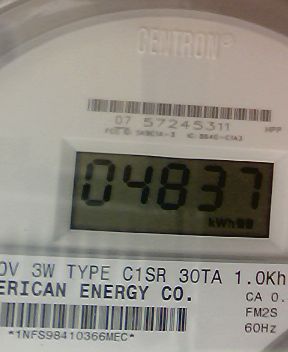 CENTRON®
07 57245311
HPP
04837
kWh
0V 3W TYPE C1SR 30TA 1.0Kh
ERICAN ENERGY CO.
CA 0.
FM2S
60Hz
*1NFS98410366MEC*